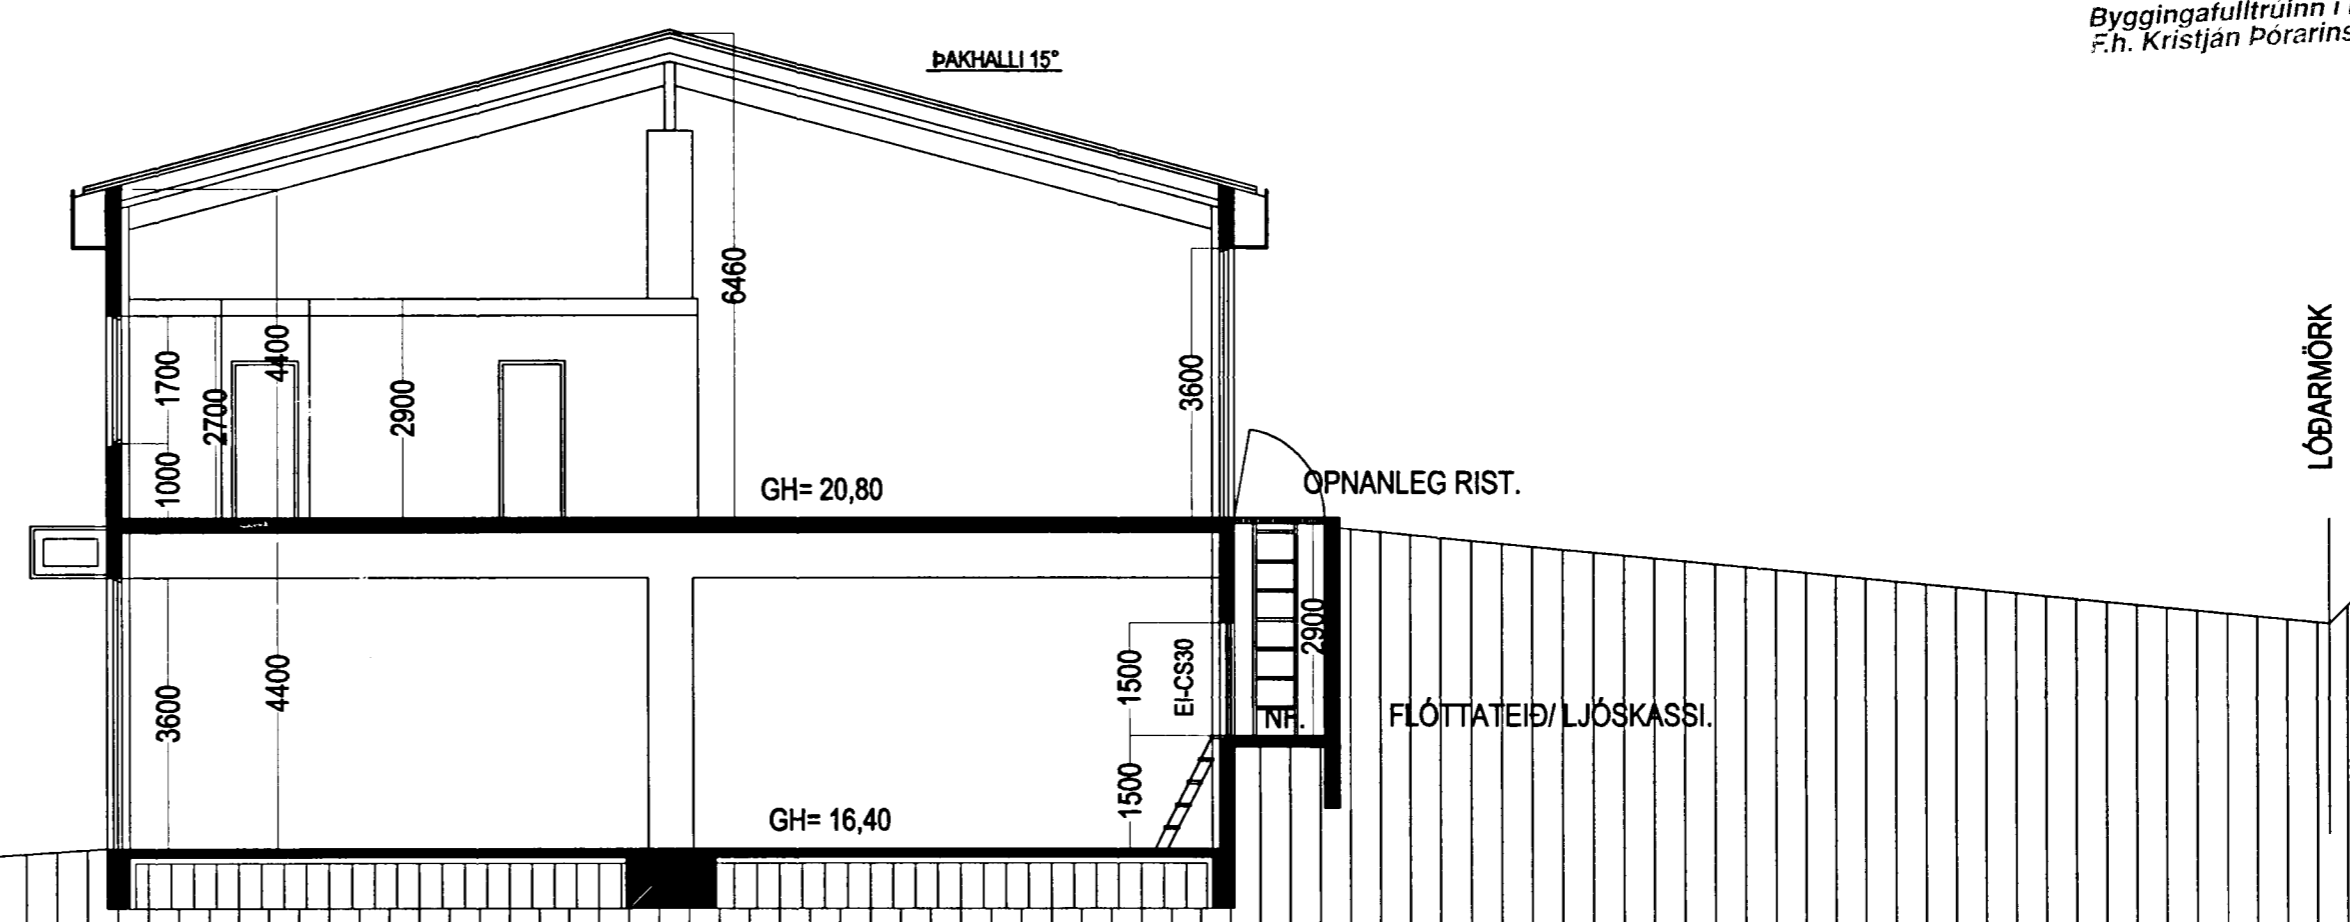 Byggingafulltrúinn í
F.h. Kristján Þórarins
ÞAKHALLI 15°
6460
4400
1700
2700
2900
3600
1000
LÓÐARMÖRK
GH= 20,80
OPNANLEG RIST.
2900
1500
EI-CS30
4400
3600
NF.
FLÓTTATEIÐ/ LJÓSKASSI.
1500
GH= 16,40